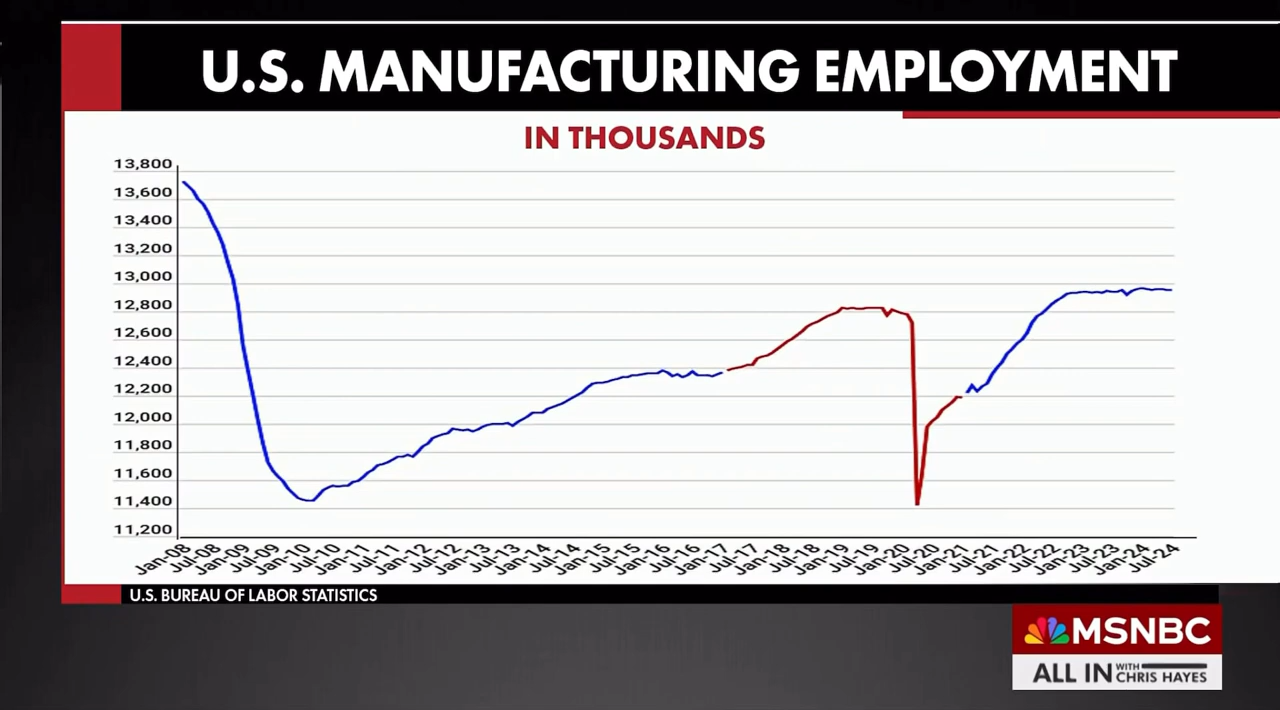 U.S. MANUFACTURING EMPLOYMENT
IN THOUSANDS
13,800
13,600
13,400
13,200
13,000
12,800
12,600
12,400
12,200
12,000
11,800
11,600
11,400
11,200
Jan-08
Jul-08
Jan-09
Jul-09
Jan-10
Jul-10
Jan-11
Jul-11
Jan-12
Jul-12
Jan-13
Jul-13
Jan-14
Jul-14
Jan-15
Jul-15
Jan-16
Jul-16
Jan-17
Jul-17
Jan-18
Jul-18
Jan-19
Jul-19
Jan-20
Jul-20
Jan-21
Jul-21
Jan-22
Jul-22
Jan-23
Jul-23
Jan-24
Jul-24
U.S. BUREAU OF LABOR STATISTICS
MSNBC
ALL IN WITH CHRIS HAYES